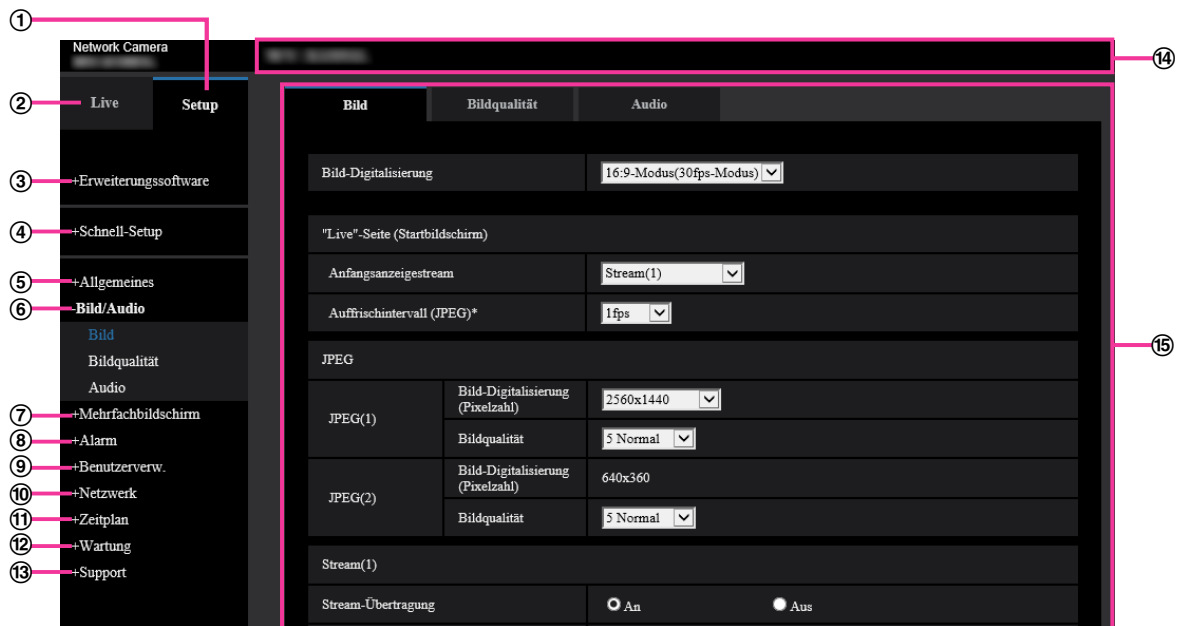 ①
Network Camera
⑭
② Live Setup
Bild Bildqualität Audio
Bild-Digitalisierung 16:9-Modus(30fps-Modus)
③ +Erweiterungssoftware
④ +Schnell-Setup
"Live"-Seite (Startbildschirm)
Anfangsanzeigestream Stream(1)
⑤ +Allgemeines
⑥ -Bild/Audio
Auffrischintervall (JPEG)* 1fps
Bild
Bildqualität
Audio
JPEG
⑮
JPEG(1) Bild-Digitalisierung
(Pixelzahl) 2560x1440
Bildqualität 5 Normal
⑦ +Mehrfachbildschirm
⑧ +Alarm
⑨ +Benutzerverw.
⑩ +Netzwerk
⑪ +Zeitplan
⑫ +Wartung
⑬ +Support
JPEG(2) Bild-Digitalisierung
(Pixelzahl) 640x360
Bildqualität 5 Normal
Stream(1)
Stream-Übertragung An Aus